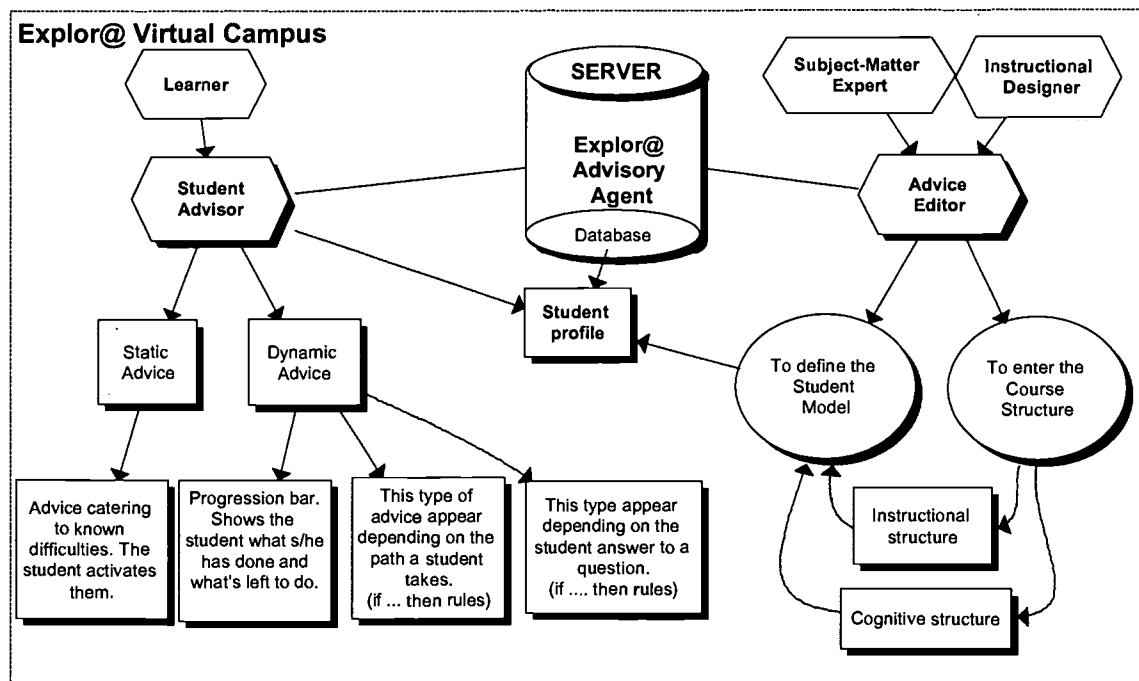 Explor@ Virtual Campus
Learner
SERVER
Explor@
Advisory
Agent
Database
Subject-Matter
Expert
Instructional
Designer
Student
Advisor
Advice
Editor
Student
profile
Static
Advice
Dynamic
Advice
To define the
Student
Model
To enter the
Course
Structure
Advice catering
to known
difficulties. The
student activates
them.
Progression bar.
Shows the
student what s/he
has done and
what's left to do.
This type of
advice appear
depending on the
path a student
takes.
(if ... then rules)
This type appear
depending on the
student answer to a
question.
(if .... then rules)
Instructional
structure
Cognitive structure